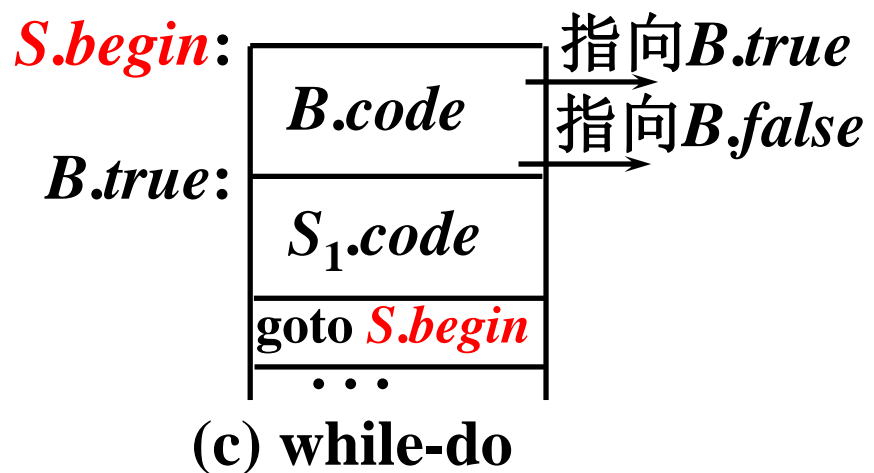 S.begin:
指向B.true
B.code
指向B.false
B.true:
S₁.code
goto S.begin
...
(c) while-do